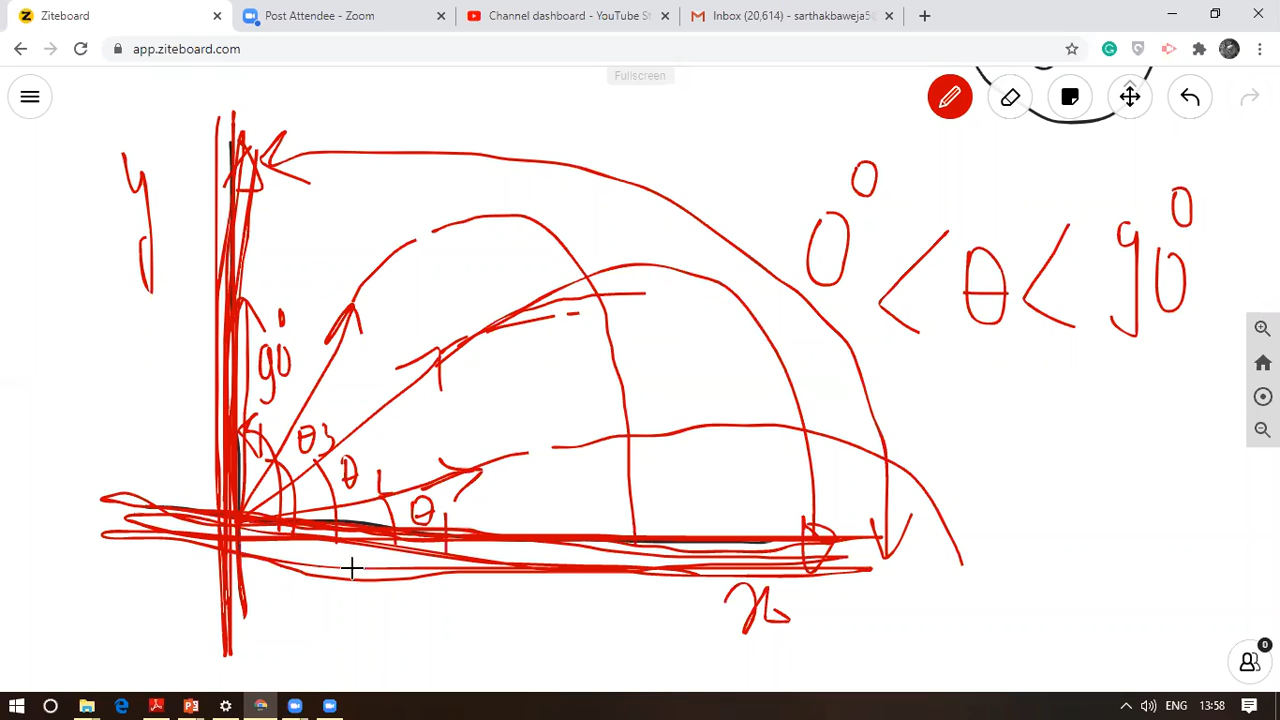 Ziteboard
Post Attendee - Zoom
Channel dashboard - YouTube St
Inbox (20,614) - sarthakbaweja5
app.ziteboard.com
Fullscreen
y
0° < θ < 90°
90°
θ3
θ2
θ1
x
0
ENG
13:58